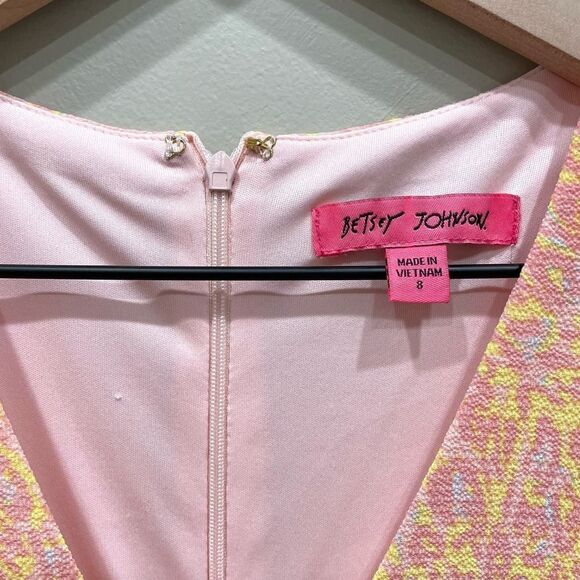 BETSEY JOHNSON.
MADE IN
VIETNAM
8